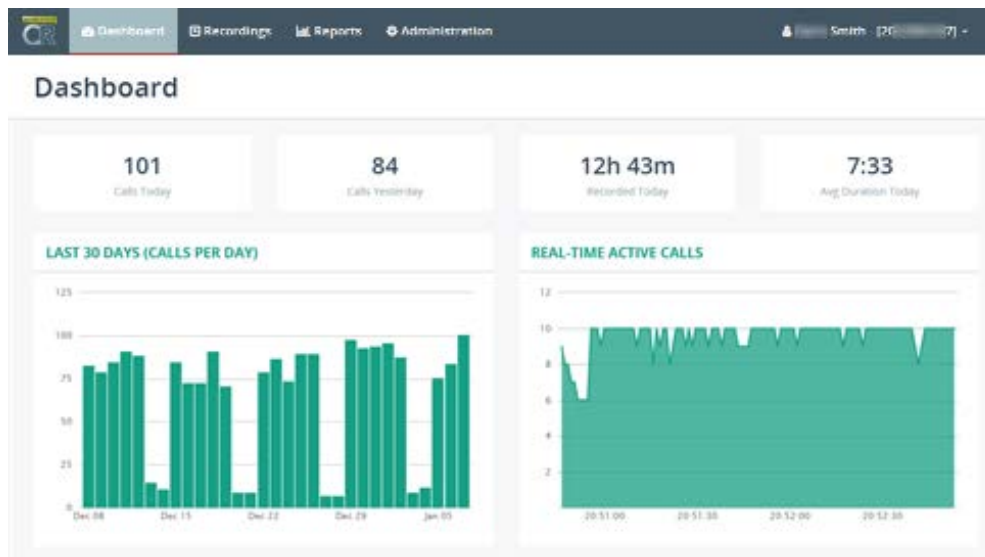 CR Dashboard Recordings Reports Administration Smith [20 7]
Dashboard
101 84 12h 43m 7:33
Calls Today Calls Yesterday Recorded Today Avg Duration Today
LAST 30 DAYS (CALLS PER DAY) REAL-TIME ACTIVE CALLS
125
100
75
50
25
0
Dec 08 Dec 15 Dec 22 Dec 29 Jan 05
12
10
8
6
4
2
20:51:00 20:51:30 20:52:00 20:52:30